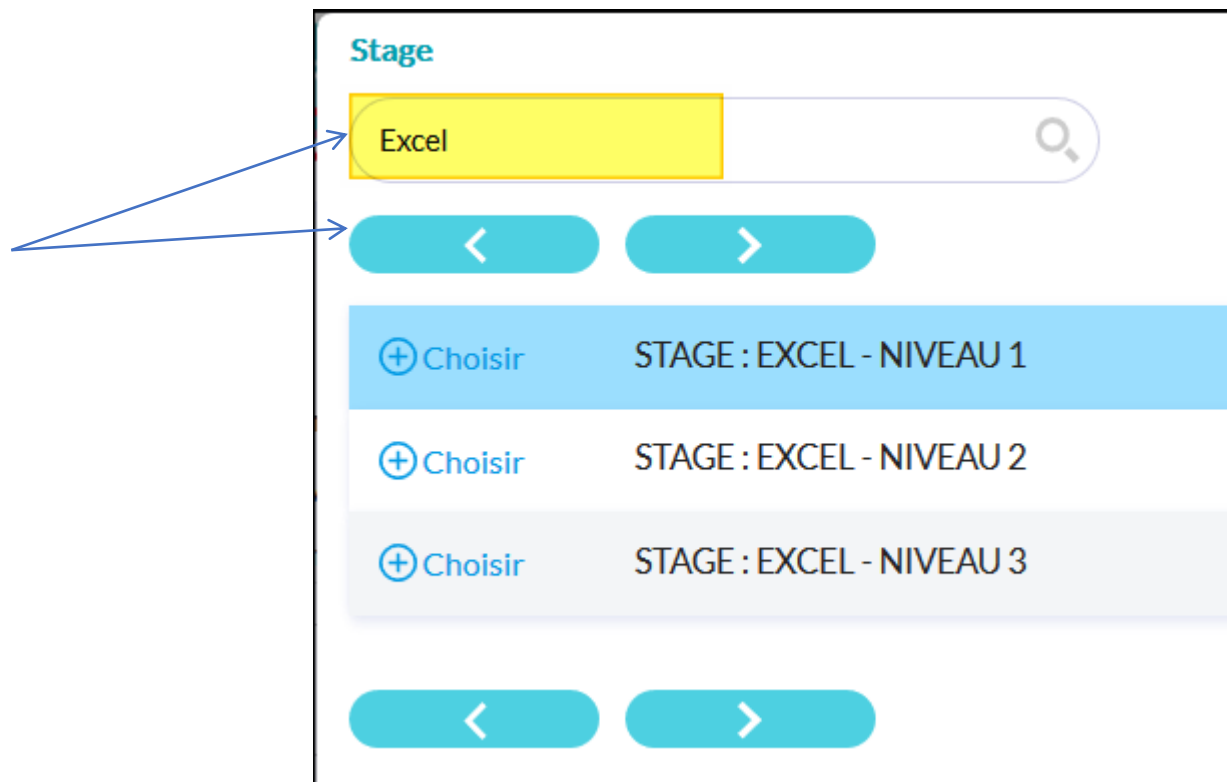 Stage
Excel
Choisir STAGE : EXCEL - NIVEAU 1
Choisir STAGE : EXCEL - NIVEAU 2
Choisir STAGE : EXCEL - NIVEAU 3